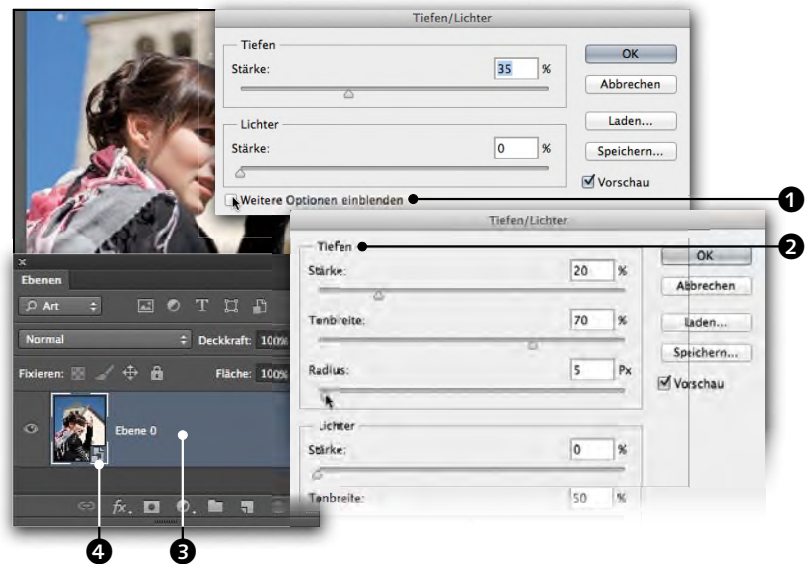 Tiefen/Lichter
Tiefen
Stärke:
35 %
OK
Abbrechen
Lichter
Stärke:
0 %
Laden...
Speichern...
Vorschau
Weitere Optionen einblenden
1
Tiefen/Lichter
Tiefen
2
Stärke:
20 %
OK
Abbrechen
Tonbreite:
70 %
Laden...
Speichern...
Radius:
5 Px
Vorschau
Lichter
Stärke:
0 %
Tonbreite:
50 %
Ebenen
Art
T
Normal
Deckkraft: 100%
Fixieren:
Fläche: 100%
Ebene 0
fx.
4
3